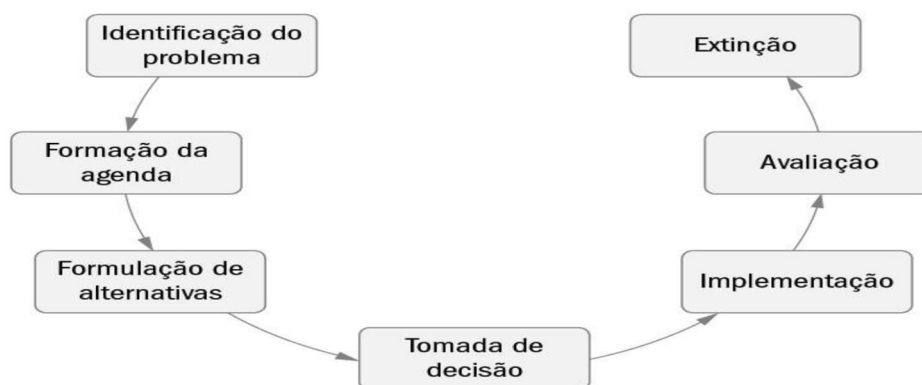 Identificação do
problema
Formação da
agenda
Formulação de
alternativas
Tomada de
decisão
Implementação
Avaliação
Extinção